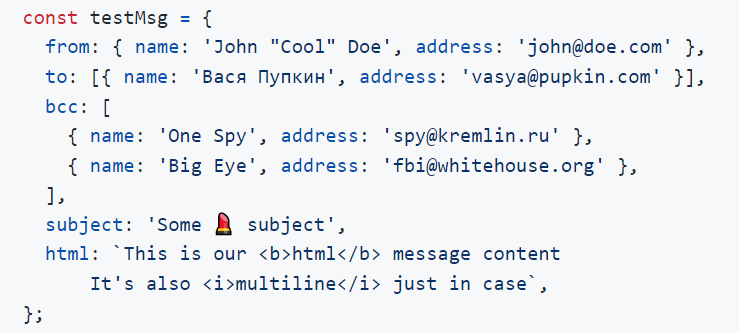 const testMsg = {
  from: { name: 'John "Cool" Doe', address: 'john@doe.com' },
  to: [{ name: 'Вася Пупкин', address: 'vasya@pupkin.com' }],
  bcc: [
    { name: 'One Spy', address: 'spy@kremlin.ru' },
    { name: 'Big Eye', address: 'fbi@whitehouse.org' },
  ],
  subject: 'Some 💄 subject',
  html: `This is our <b>html</b> message content
      It's also <i>multiline</i> just in case`,
};